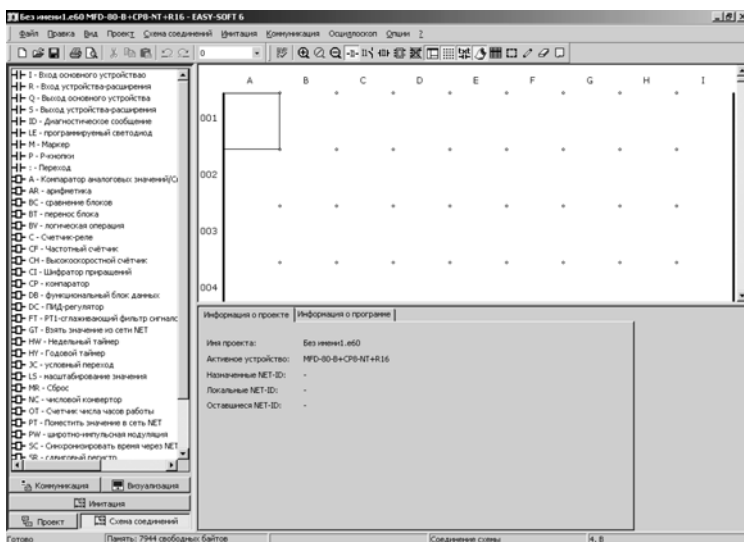 Без имени1.e60 MFD-80-B+CP8-NT+R16 - EASY-SOFT 6
Файл Правка Вид Проект Схема соединений Имитация Коммуникация Осциллоскоп Опции ?
0
I - Вход основного устройстваo
R - Вход устройства-расширения
Q - Выход основного устройства
S - Выход устройства-расширения
ID - Диагностическое сообщение
LE - програмируемый светодиод
M - Маркер
P - P-кнопки
: - Переход
A - Компаратор аналоговых значений/Сi
AR - арифметика
BC - сравнение блоков
BT - перенос блока
BV - логическая операция
C - Счетчик-реле
CF - Частотный счётчик
CH - Высокоскоростной счётчик
CI - Шифратор приращений
CP - компаратор
DB - функциональный блок данных
DC - ПИД-регулятор
FT - PT1-сглаживающий фильтр сигналс
GT - Взять значение из сети NET
HW - Недельный таймер
HY - Годовой таймер
JC - условный переход
LS - масштабирование значения
MR - Сброс
NC - числовой конвертор
OT - Счетчик числа часов работы
PT - Поместить значение в сеть NET
PW - широтно-импульсная модуляция
SC - Синхронизировать время через NET
SR - сдвиговый регистр
Коммуникация Визуализация
Имитация
Проект Схема соединений
A B C D E F G H I
001
002
003
004
Информация о проекте Информация о программе
Имя проекта: Без имени1.e60
Активное устройство: MFD-80-B+CP8-NT+R16
Назначенные NET-ID: -
Локальные NET-ID: -
Оставшиеся NET-ID: -
Готово Память: 7944 свободных байтов Соединение схемы 4, B